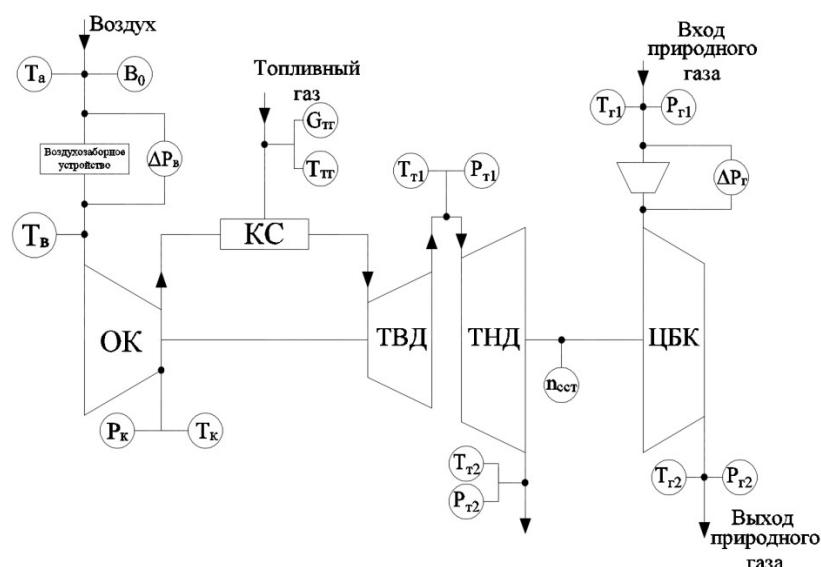 Воздух
Tа
B0
Воздухозаборное
устройство
ΔPв
Tв
Топливный
газ
Gтг
Tтг
КС
ОК
Pк
Tк
ТВД
Tт1
Pт1
ТНД
nсст
Tт2
Pт2
Вход
природного
газа
Tг1
Pг1
ΔPг
ЦБК
Tг2
Pг2
Выход
природного
газа